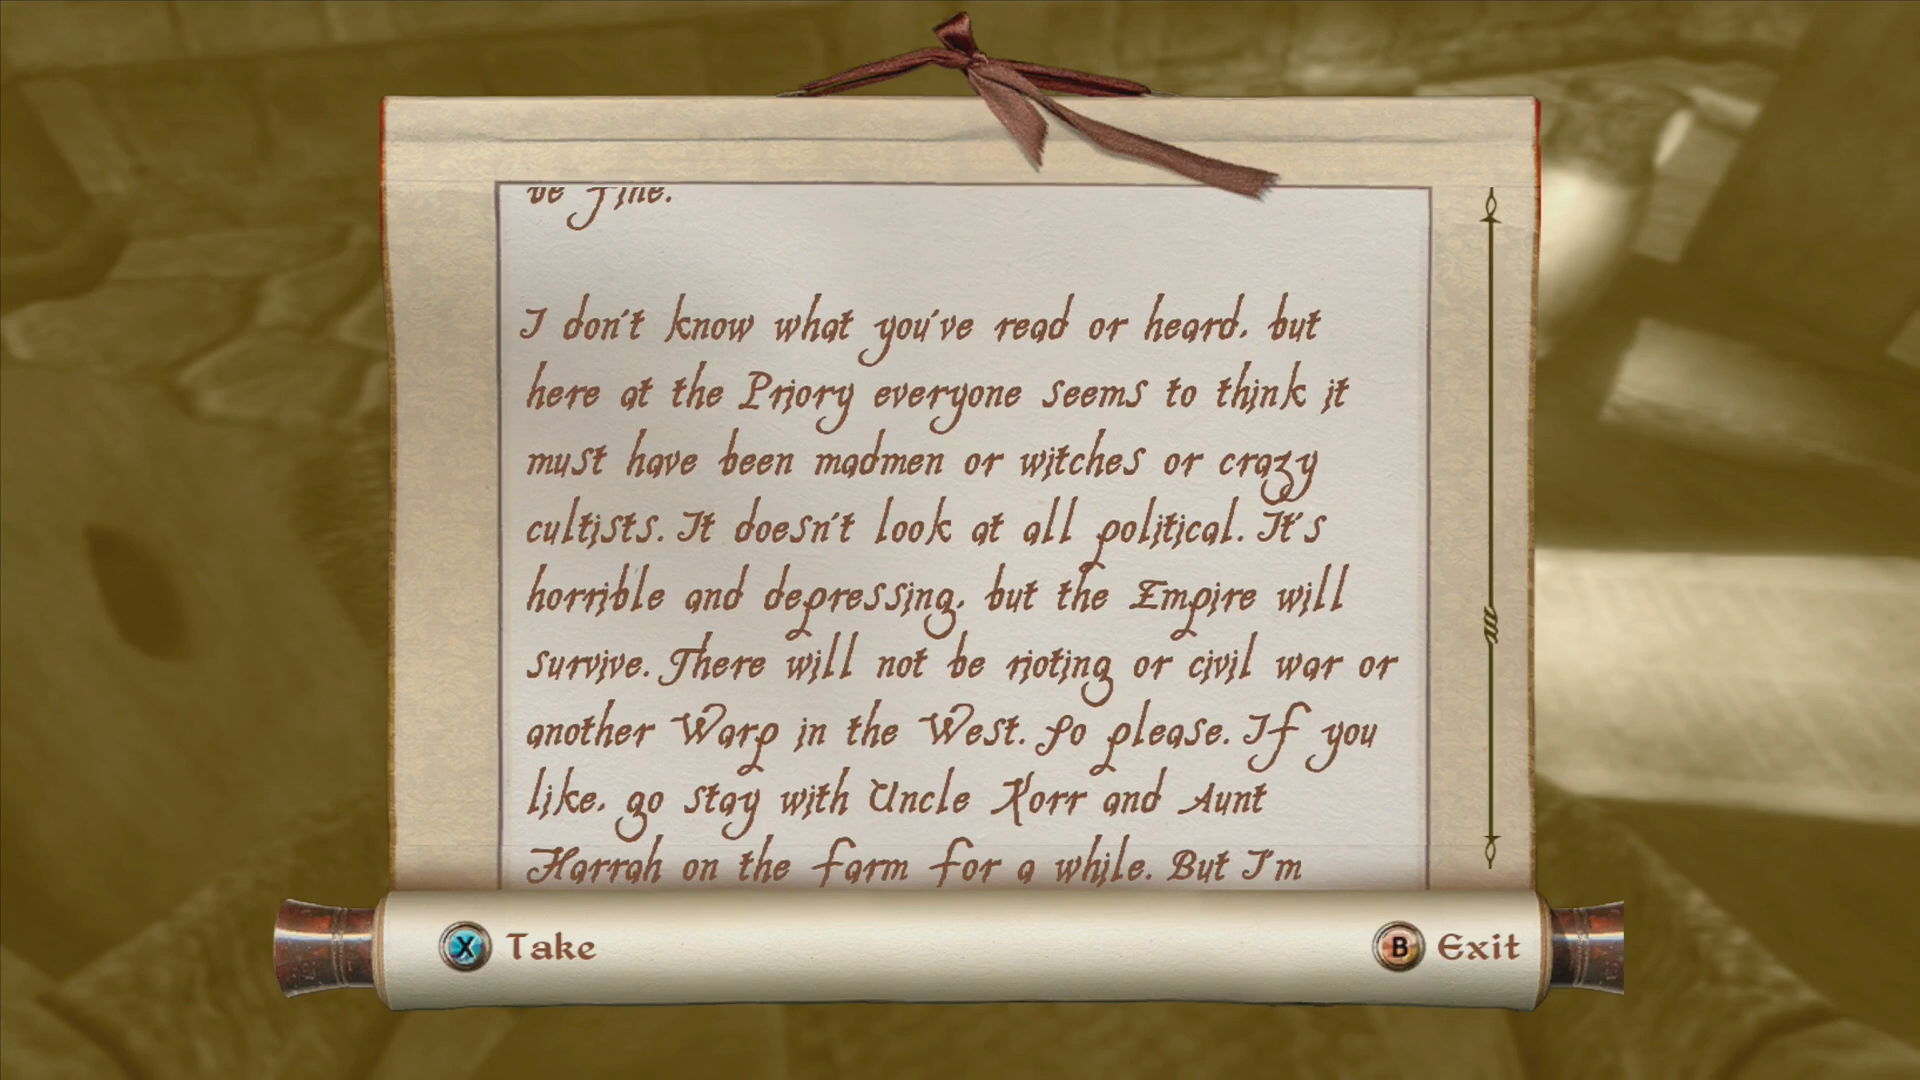 be fine.
I don't know what you've read or heard, but
here at the Priory everyone seems to think it
must have been madmen or witches or crazy
cultists. It doesn't look at all political. It's
horrible and depressing, but the Empire will
survive. There will not be rioting or civil war or
another Warp in the West. So please. If you
like, go stay with Uncle Korr and Aunt
Harrah on the farm for a while. But I'm
X Take
B Exit